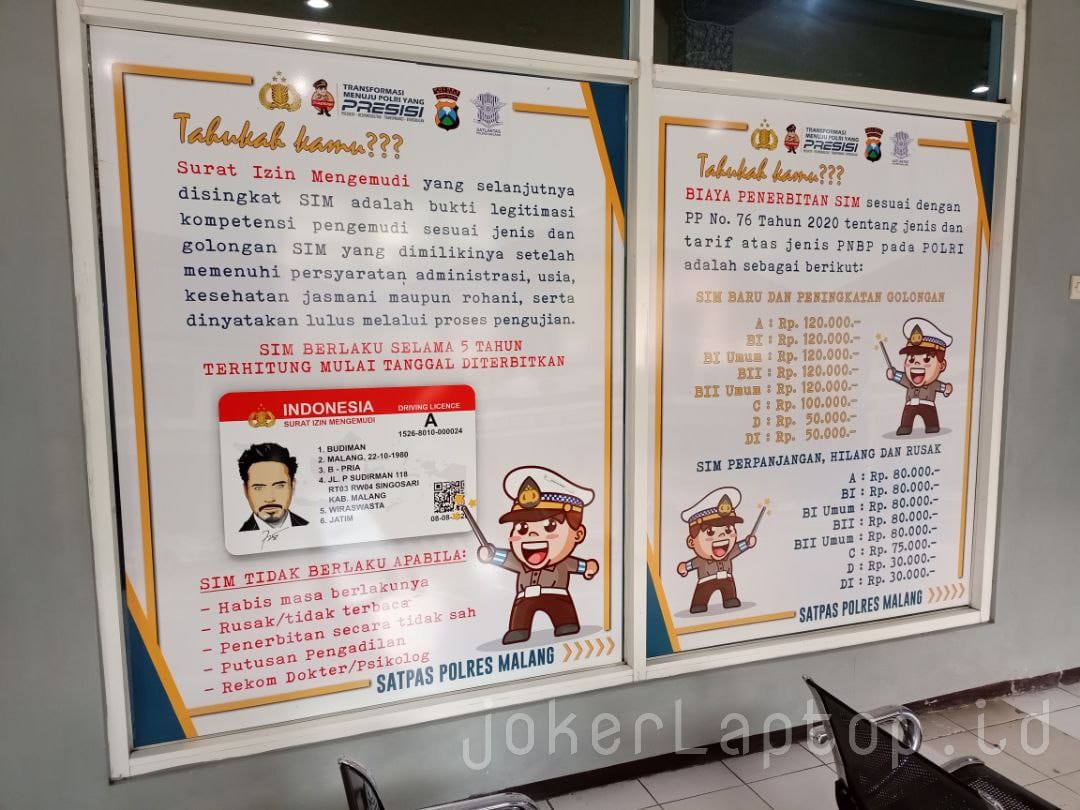 TRANSFORMASI
MENUJU POLRI YANG
PRESISI
Tahukah kamu???
Surat Izin Mengemudi yang selanjutnya
disingkat SIM adalah bukti legitimasi
kompetensi pengemudi sesuai jenis dan
golongan SIM yang dimilikinya setelah
memenuhi persyaratan administrasi, usia,
kesehatan jasmani maupun rohani, serta
dinyatakan lulus melalui proses pengujian.
SIM BERLAKU SELAMA 5 TAHUN
TERHITUNG MULAI TANGGAL DITERBITKAN
INDONESIA
SURAT IZIN MENGEMUDI
DRIVING LICENCE
A
1526-8010-000024
1. BUDIMAN
2. MALANG, 22-10-1980
3. B - PRIA
4. JL. P SUDIRMAN 118
RT03 RW04 SINGOSARI
KAB. MALANG
5. WIRASWASTA
6. JATIM
08-08-
SIM TIDAK BERLAKU APABILA:
- Habis masa berlakunya
- Rusak/tidak terbaca
- Penerbitan secara tidak sah
- Putusan Pengadilan
- Rekom Dokter/Psikolog
SATPAS POLRES MALANG
TRANSFORMASI
MENUJU POLRI YANG
PRESISI
Tahukah kamu???
BIAYA PENERBITAN SIM sesuai dengan
PP No. 76 Tahun 2020 tentang jenis dan
tarif atas jenis PNBP pada POLRI
adalah sebagai berikut:
SIM BARU DAN PENINGKATAN GOLONGAN
A : Rp. 120.000.-
BI : Rp. 120.000.-
BI Umum : Rp. 120.000.-
BII : Rp. 120.000.-
BII Umum : Rp. 120.000.-
C : Rp. 100.000.-
D : Rp. 50.000.-
DI : Rp. 50.000.-
SIM PERPANJANGAN, HILANG DAN RUSAK
A : Rp. 80.000.-
BI : Rp. 80.000.-
BI Umum : Rp. 80.000.-
BII : Rp. 80.000.-
BII Umum : Rp. 80.000.-
C : Rp. 75.000.-
D : Rp. 30.000.-
DI : Rp. 30.000.-
SATPAS POLRES MALANG
jokerLaptop.id